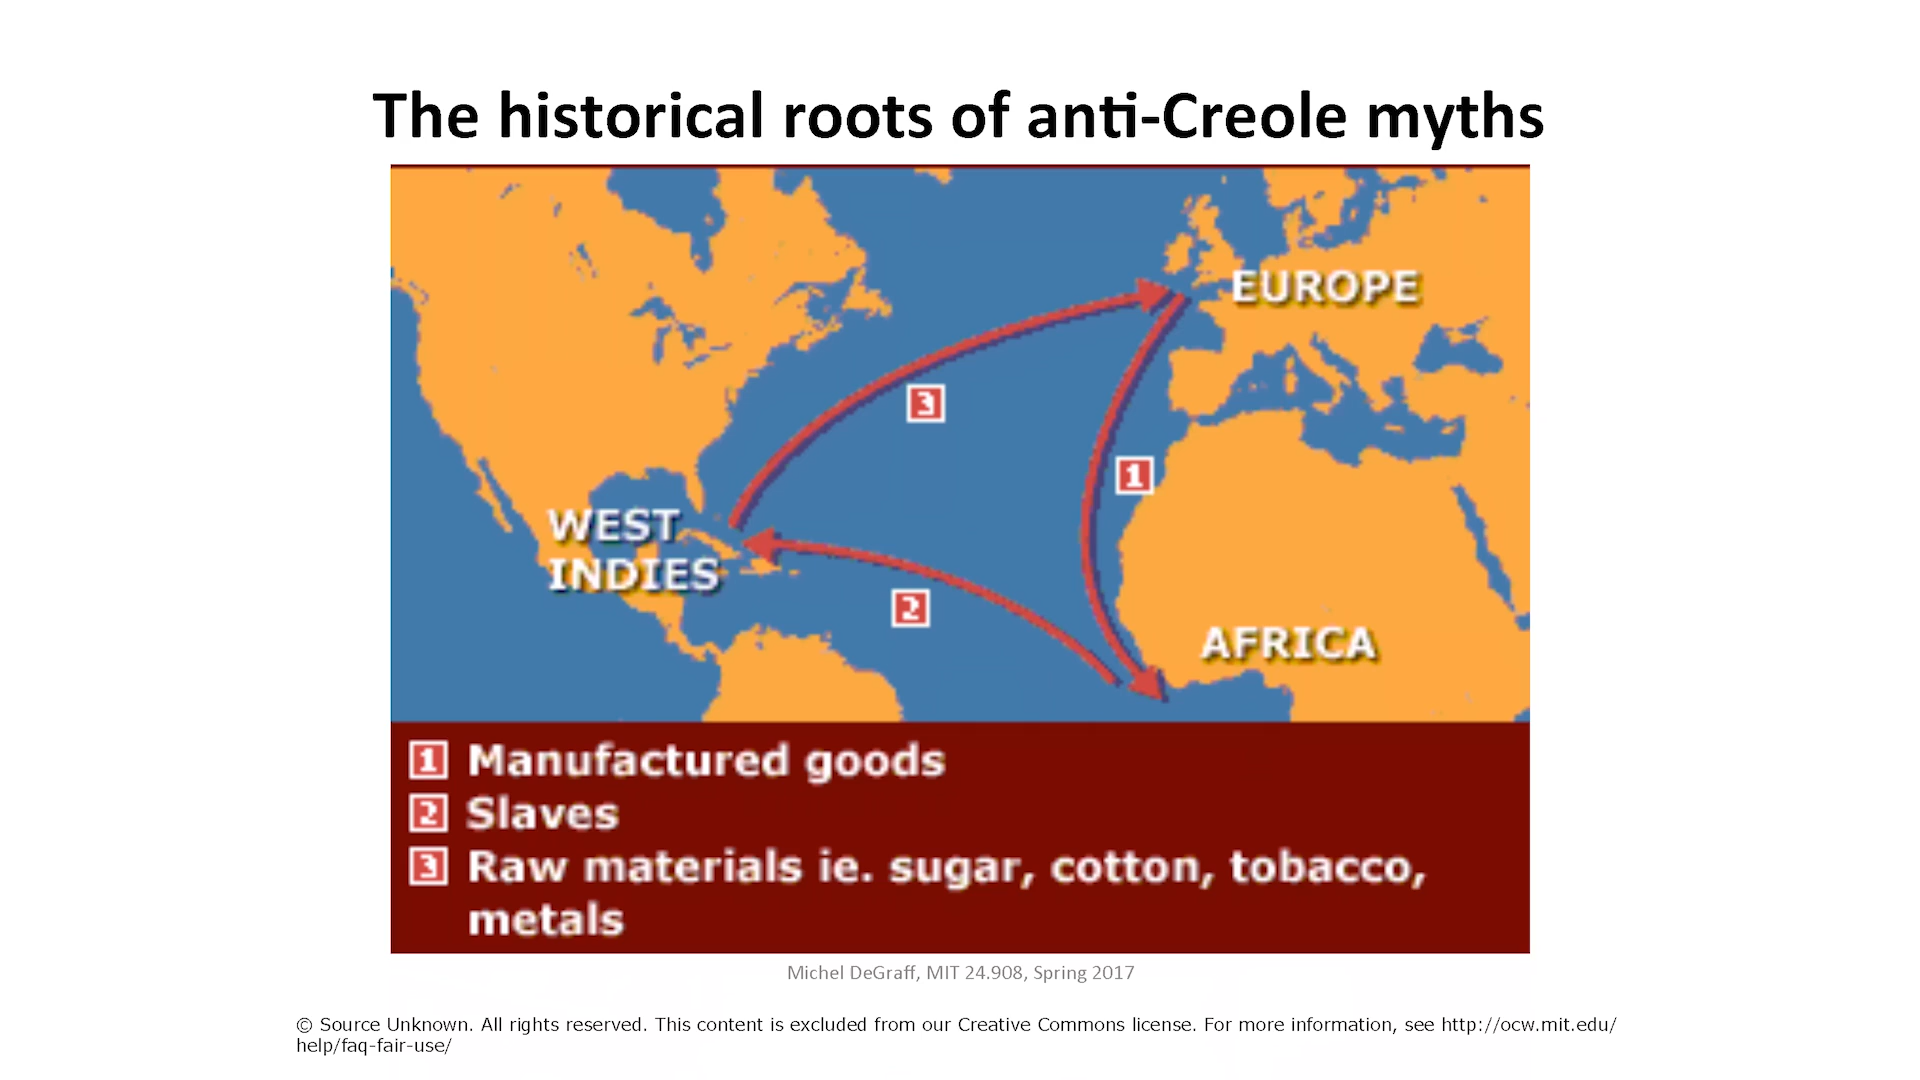 The historical roots of anti-Creole myths
EUROPE
3
1
WEST
INDIES
2
AFRICA
1 Manufactured goods
2 Slaves
3 Raw materials ie. sugar, cotton, tobacco,
metals
Michel DeGraff, MIT 24.908, Spring 2017
© Source Unknown. All rights reserved. This content is excluded from our Creative Commons license. For more information, see http://ocw.mit.edu/
help/faq-fair-use/